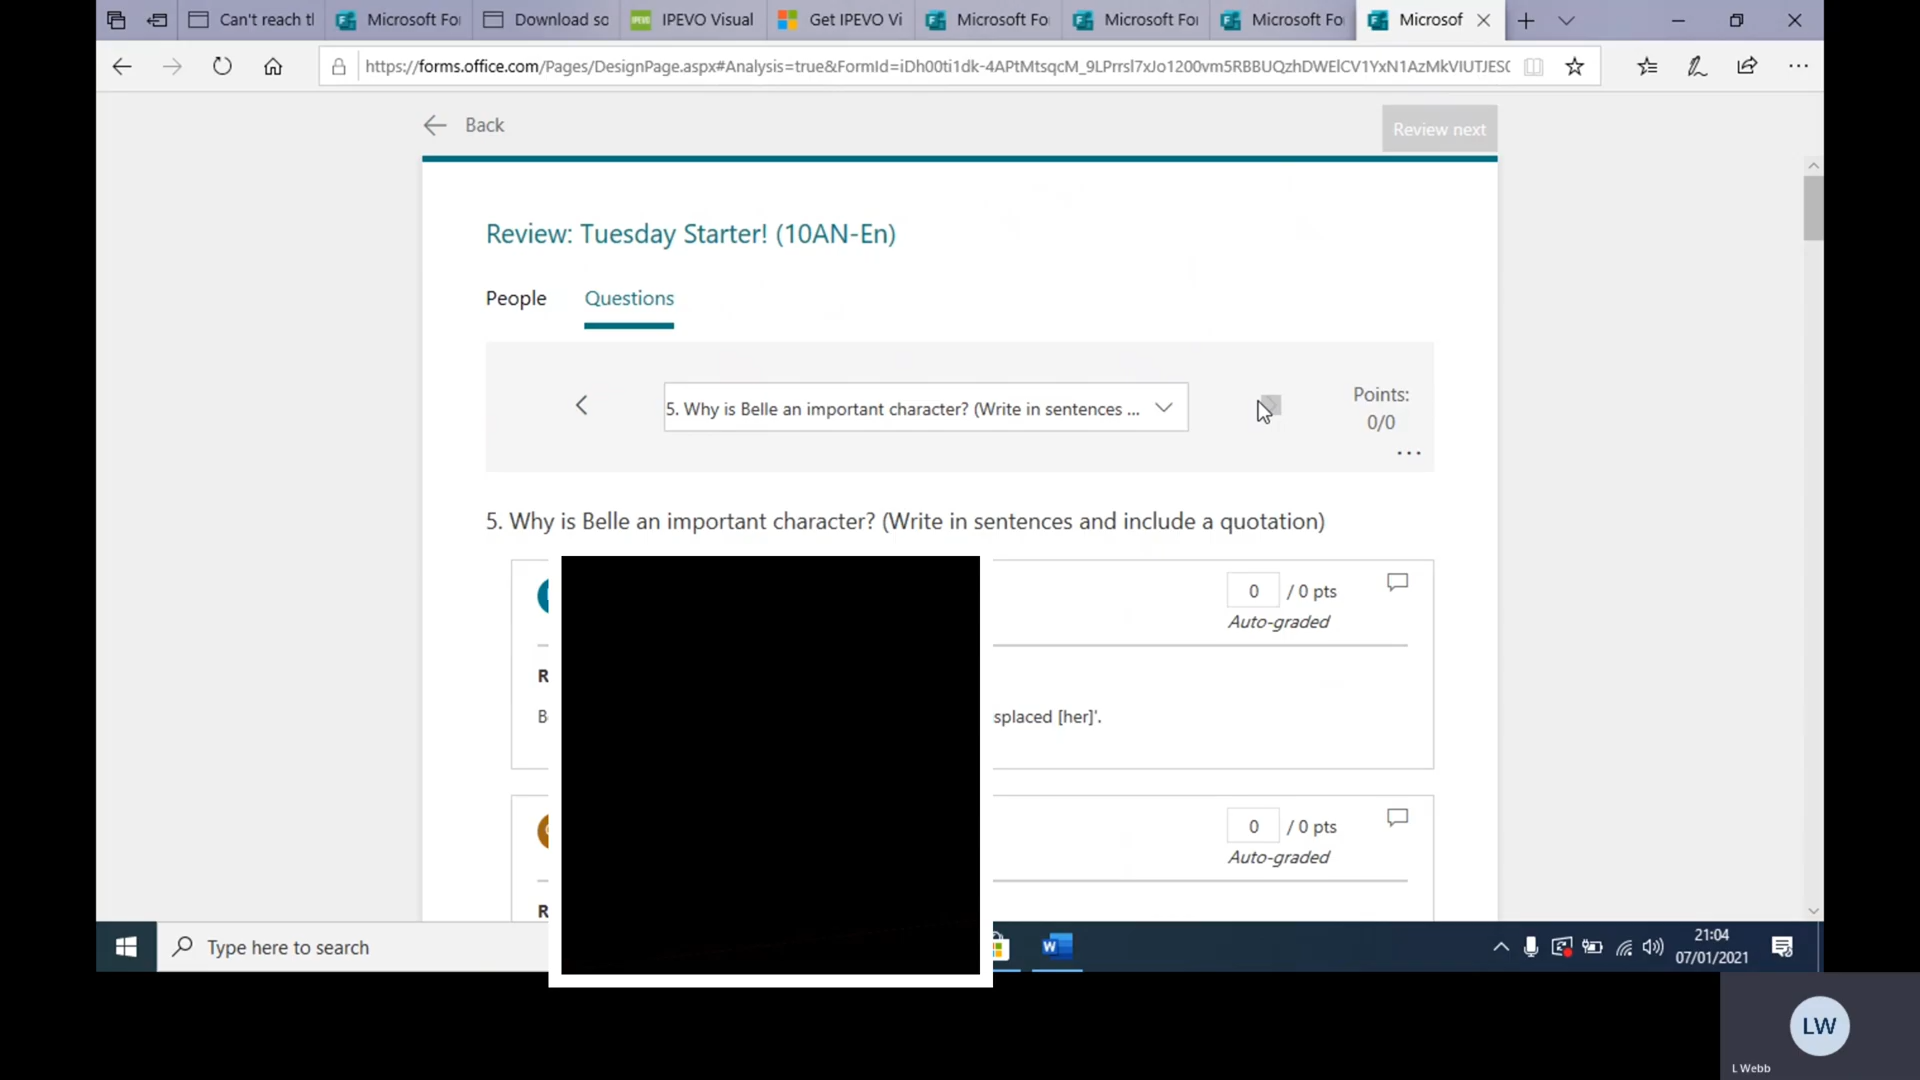 Can't reach tl
Microsoft Fo
Download so
IPEVO Visual
Get IPEVO Vi
Microsoft Fo
Microsoft Fo
Microsoft Fo
Microsof
https://forms.office.com/Pages/DesignPage.aspx#Analysis=true&FormId=iDh00ti1dk-4APtMtsqcM_9LPrrsl7xJo1200vm5RBBUQzhDWElCV1YxN1AzMkVIUTJESC
Back
Review next
Review: Tuesday Starter! (10AN-En)
People
Questions
5. Why is Belle an important character? (Write in sentences ...
Points:
0/0
5. Why is Belle an important character? (Write in sentences and include a quotation)
0 / 0 pts
Auto-graded
R
B
splaced [her]'.
0 / 0 pts
Auto-graded
R
Type here to search
21:04
07/01/2021
LW
L Webb